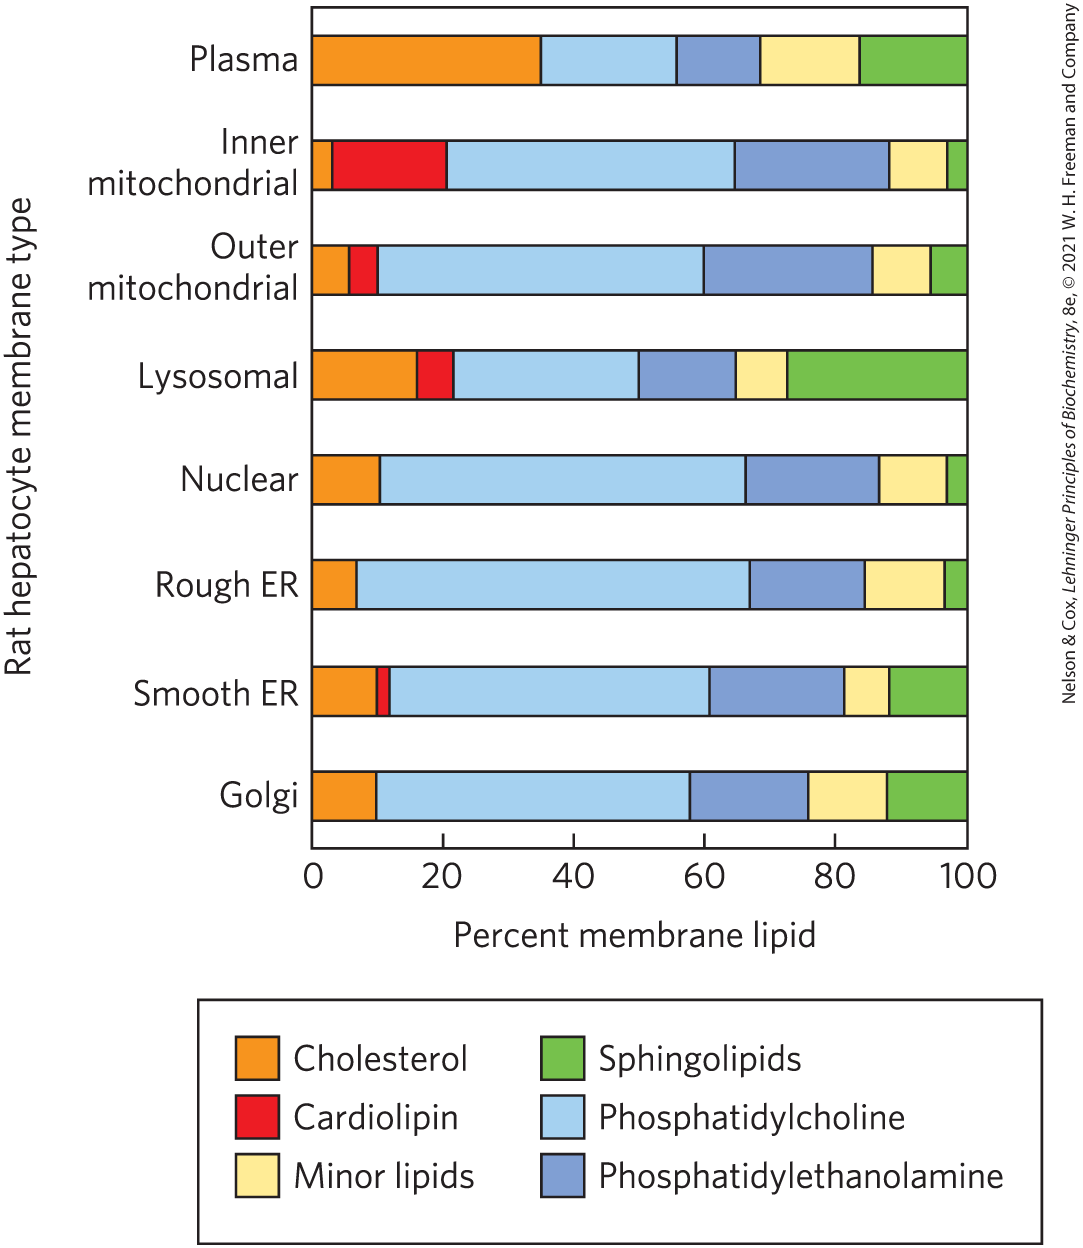 Plasma
Inner
mitochondrial
Outer
mitochondrial
Lysosomal
Nuclear
Rough ER
Smooth ER
Golgi
Rat hepatocyte membrane type
0 20 40 60 80 100
Percent membrane lipid
Cholesterol
Cardiolipin
Minor lipids
Sphingolipids
Phosphatidylcholine
Phosphatidylethanolamine
Nelson & Cox, Lehninger Principles of Biochemistry, 8e, © 2021 W. H. Freeman and Company